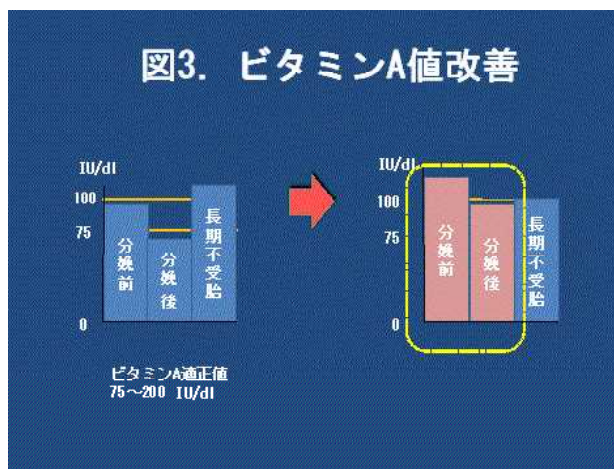 図3. ビタミンA値改善
IU/dl
100
75
0
分娩前
分娩後
長期不受胎
ビタミンA適正値
75~200 IU/dl
IU/dl
100
75
0
分娩前
分娩後
長期不受胎